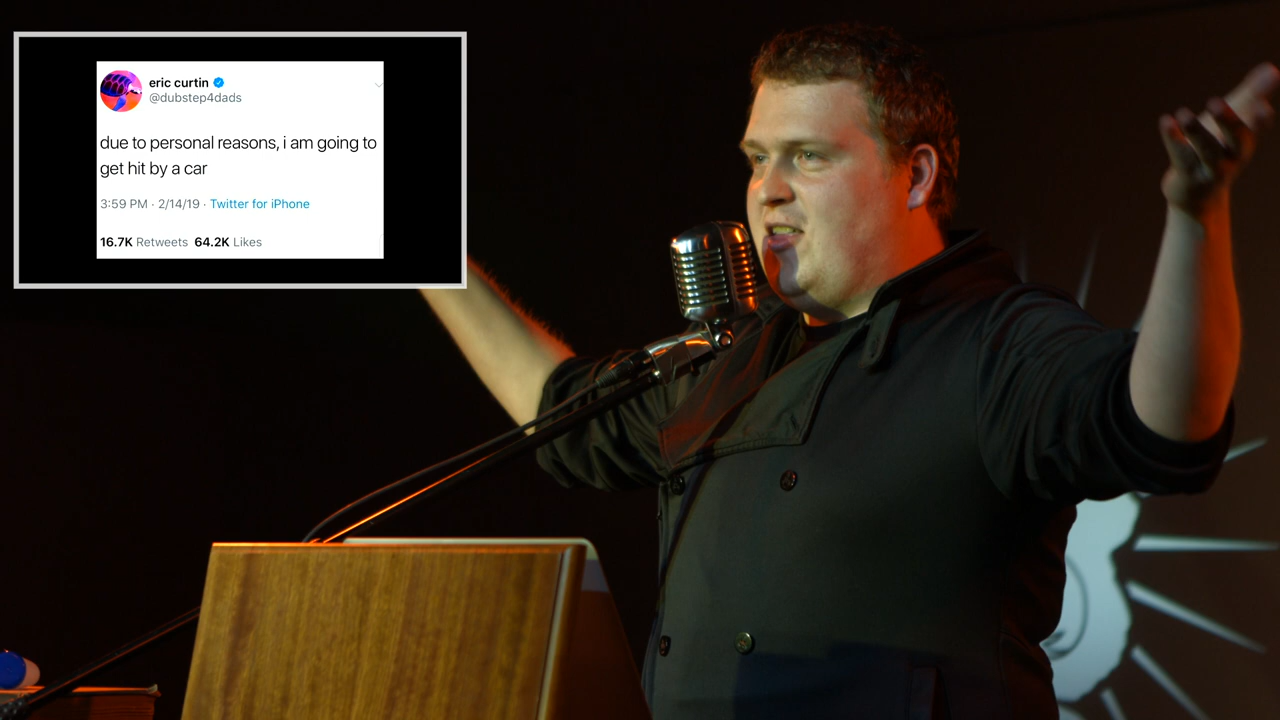 eric curtin
@dubstep4dads
due to personal reasons, i am going to
get hit by a car
3:59 PM · 2/14/19 · Twitter for iPhone
16.7K Retweets 64.2K Likes